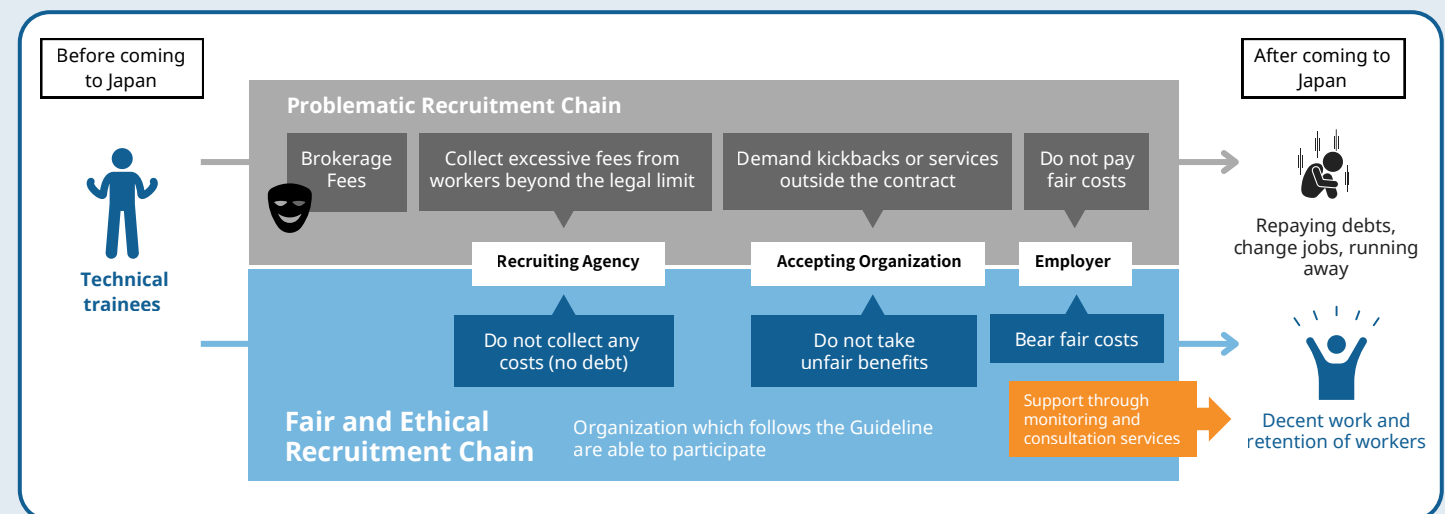 Before coming
to Japan
After coming to
Japan
Problematic Recruitment Chain
Brokerage
Fees
Collect excessive fees from
workers beyond the legal limit
Demand kickbacks or services
outside the contract
Do not pay
fair costs
Technical
trainees
Recruiting Agency
Accepting Organization
Employer
Repaying debts,
change jobs, running
away
Do not collect any
costs (no debt)
Do not take
unfair benefits
Bear fair costs
Fair and Ethical
Recruitment Chain
Organization which follows the Guideline
are able to participate
Support through
monitoring and
consultation services
Decent work and
retention of workers